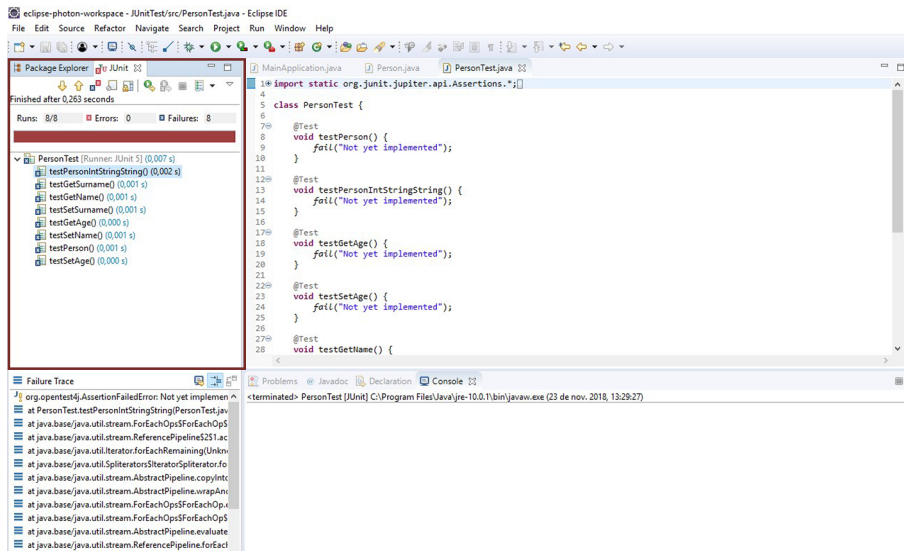 eclipse-photon-workspace - JUnitTest/src/PersonTest.java - Eclipse IDE
File Edit Source Refactor Navigate Search Project Run Window Help
Package Explorer JUnit
Finished after 0,263 seconds
Runs: 8/8 Errors: 0 Failures: 8
PersonTest [Runner: JUnit 5] (0,007 s)
testPersonIntStringString() (0,002 s)
testGetSurname() (0,001 s)
testGetName() (0,001 s)
testSetSurname() (0,001 s)
testGetAge() (0,000 s)
testSetName() (0,001 s)
testPerson() (0,001 s)
testSetAge() (0,000 s)
MainApplication.java Person.java PersonTest.java
1 import static org.junit.jupiter.api.Assertions.*;
4
5 class PersonTest {
6
7 @Test
8 void testPerson() {
9 fail("Not yet implemented");
10 }
11
12 @Test
13 void testPersonIntStringString() {
14 fail("Not yet implemented");
15 }
16
17 @Test
18 void testGetAge() {
19 fail("Not yet implemented");
20 }
21
22 @Test
23 void testSetAge() {
24 fail("Not yet implemented");
25 }
26
27 @Test
28 void testGetName() {
Failure Trace
org.opentest4j.AssertionFailedError: Not yet implemen
at PersonTest.testPersonIntStringString(PersonTest.jav
at java.base/java.util.stream.ForEachOps$ForEachOp$
at java.base/java.util.stream.ReferencePipeline$2$1.ac
at java.base/java.util.Iterator.forEachRemaining(Unkn
at java.base/java.util.Spliterators$IteratorSpliterator.fo
at java.base/java.util.stream.AbstractPipeline.copyInto
at java.base/java.util.stream.AbstractPipeline.wrapAnd
at java.base/java.util.stream.ForEachOps$ForEachOp.e
at java.base/java.util.stream.ForEachOps$ForEachOp$
at java.base/java.util.stream.AbstractPipeline.evaluate
at java.base/java.util.stream.ReferencePipeline.forEach
Problems Javadoc Declaration Console
<terminated> PersonTest [JUnit] C:\Program Files\Java\jre-10.0.1\bin\javaw.exe (23 de nov. 2018, 13:29:27)